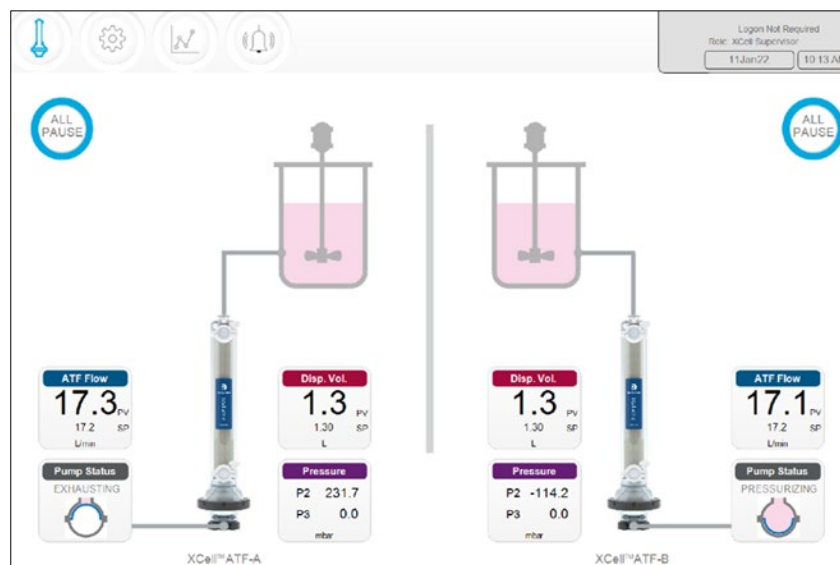 Logon Not Required
Role: XCell Supervisor
11Jan22
10:13 A
ALL
PAUSE
ALL
PAUSE
ATF Flow
17.3 PV
17.2 SP
L/min
Disp. Vol.
1.3 PV
1.30 SP
L
Disp. Vol.
1.3 PV
1.30 SP
L
ATF Flow
17.1 PV
17.2 SP
L/min
Pump Status
EXHAUSTING
Pressure
P2 231.7
P3 0.0
mbar
Pressure
P2 -114.2
P3 0.0
mbar
Pump Status
PRESSURIZING
XCell™ATF-A
XCell™ATF-B